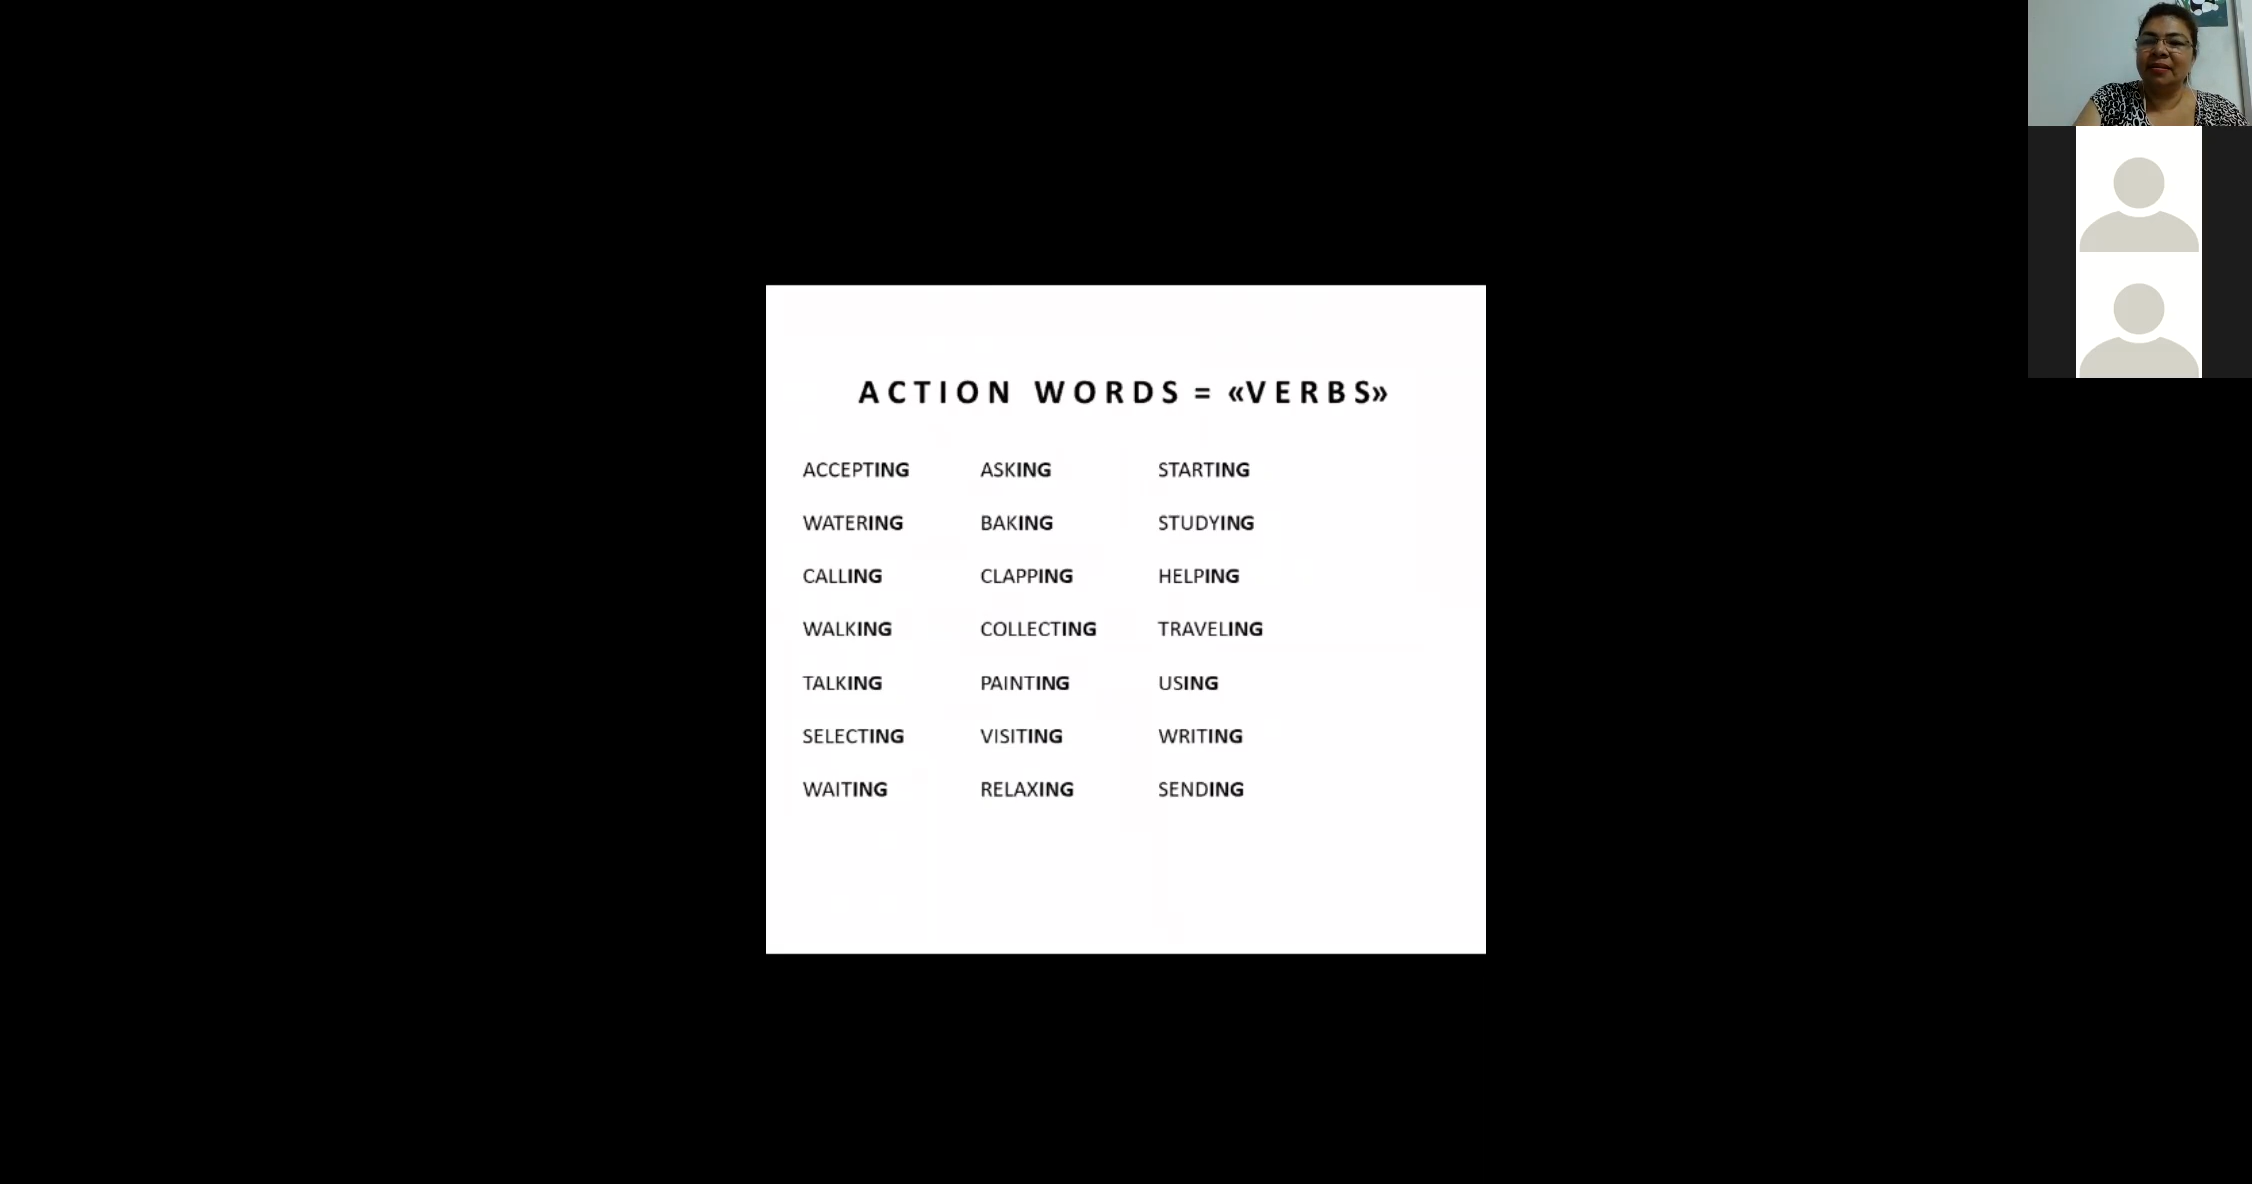 ACTION WORDS = «VERBS»
ACCEPTING ASKING STARTING
WATERING BAKING STUDYING
CALLING CLAPPING HELPING
WALKING COLLECTING TRAVELING
TALKING PAINTING USING
SELECTING VISITING WRITING
WAITING RELAXING SENDING